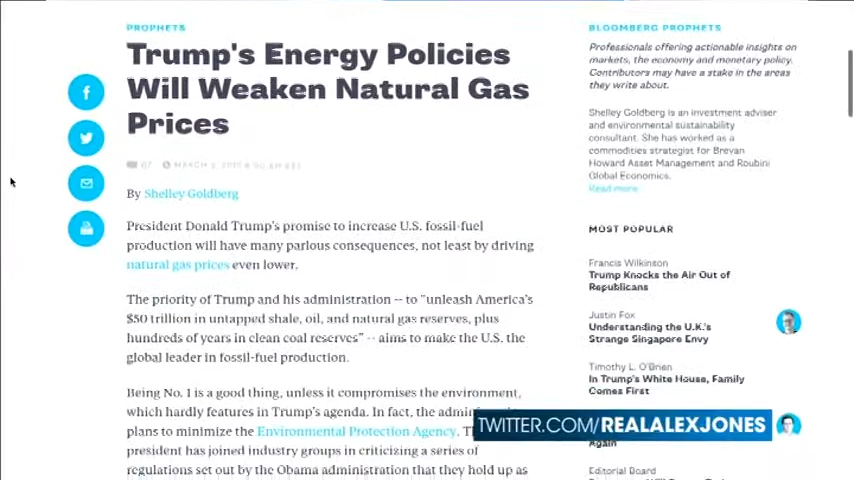 PROPHETS
Trump's Energy Policies
Will Weaken Natural Gas
Prices
67
By Shelley Goldberg
President Donald Trump's promise to increase U.S. fossil-fuel
production will have many parlous consequences, not least by driving
natural gas prices even lower.
The priority of Trump and his administration -- to "unleash America's
$50 trillion in untapped shale, oil, and natural gas reserves, plus
hundreds of years in clean coal reserves" -- aims to make the U.S. the
global leader in fossil-fuel production.
Being No. 1 is a good thing, unless it compromises the environment,
which hardly features in Trump's agenda. In fact, the
plans to minimize the Environmental Protection Agency.
president has joined industry groups in criticizing a series of
regulations set out by the Obama administration that they hold up as
BLOOMBERG PROPHETS
Professionals offering actionable insights on
markets, the economy and monetary policy.
Contributors may have a stake in the areas
they write about.
Shelley Goldberg is an investment adviser
and environmental sustainability
consultant. She has worked as a
commodities strategist for Brevan
Howard Asset Management and Roubini
Global Economics.
Read more
MOST POPULAR
Francis Wilkinson
Trump Knocks the Air Out of
Republicans
Justin Fox
Understanding the U.K.'s
Strange Singapore Envy
Timothy L. O'Brien
In Trump's White House, Family
Comes First
TWITTER.COM/REALALEXJONES
Again
Editorial Board